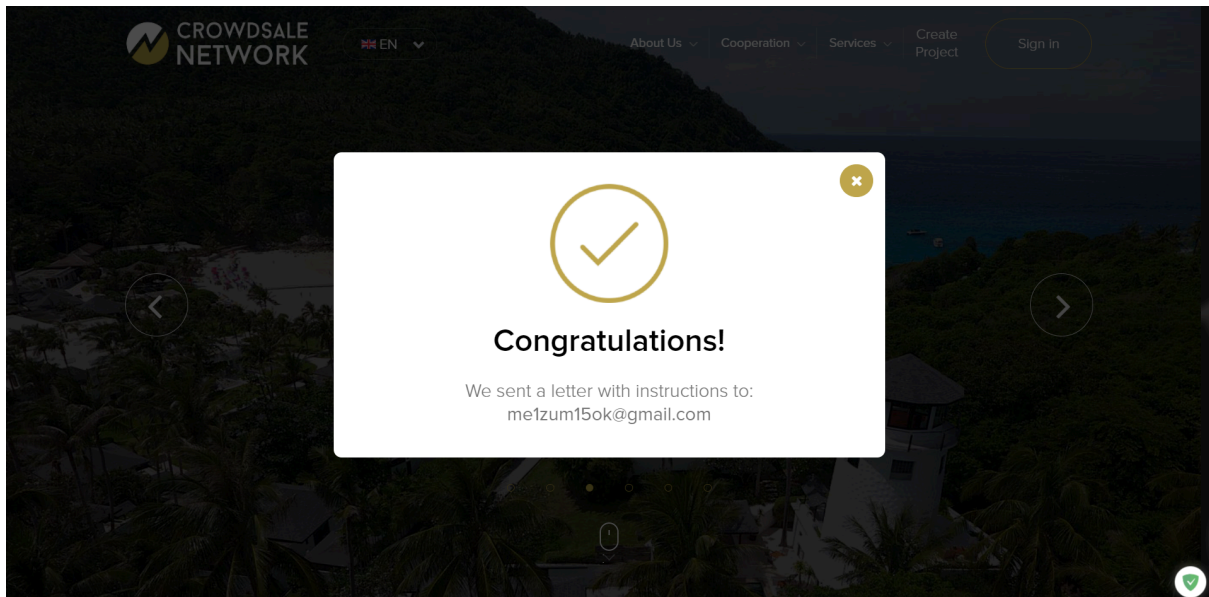 CROWDSALE
NETWORK
EN
About Us
Cooperation
Services
Create
Project
Sign in
Congratulations!
We sent a letter with instructions to:
me1zum15ok@gmail.com